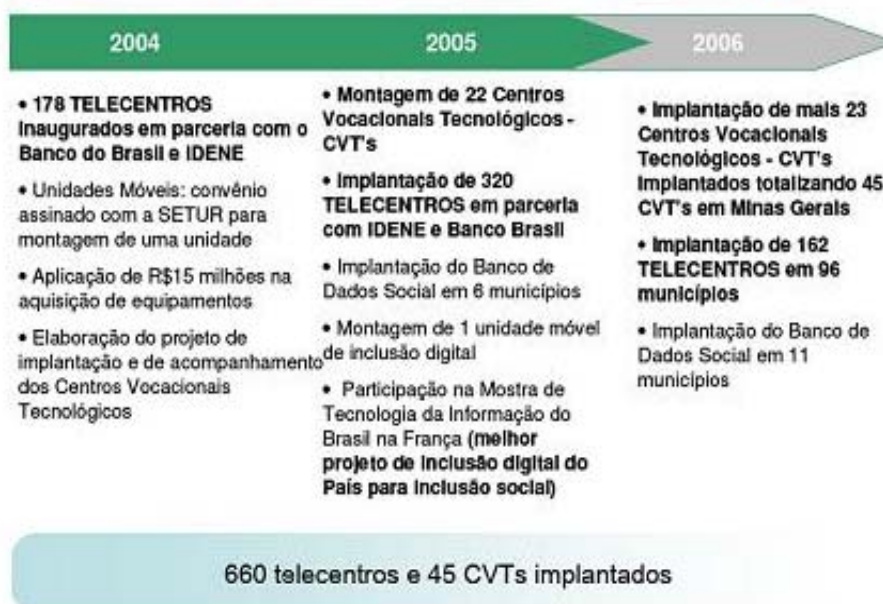 2004
2005
2006
• 178 TELECENTROS
Inaugurados em parceria com o
Banco do Brasil e IDENE
• Unidades Móveis: convênio
assinado com a SETUR para
montagem de uma unidade
• Aplicação de R$15 milhões na
aquisição de equipamentos
• Elaboração do projeto de
implantação e de acompanhamento
dos Centros Vocacionais
Tecnológicos
• Montagem de 22 Centros
Vocacionais Tecnológicos -
CVT's
• Implantação de 320
TELECENTROS em parceria
com IDENE e Banco Brasil
• Implantação do Banco de
Dados Social em 6 municípios
• Montagem de 1 unidade móvel
de inclusão digital
• Participação na Mostra de
Tecnologia da Informação do
Brasil na França (melhor
projeto de inclusão digital do
País para inclusão social)
• Implantação de mais 23
Centros Vocacionais
Tecnológicos - CVT's
Implantados totalizando 45
CVT's em Minas Gerais
• Implantação de 162
TELECENTROS em 96
municípios
• Implantação do Banco de
Dados Social em 11
municípios
660 telecentros e 45 CVTs implantados